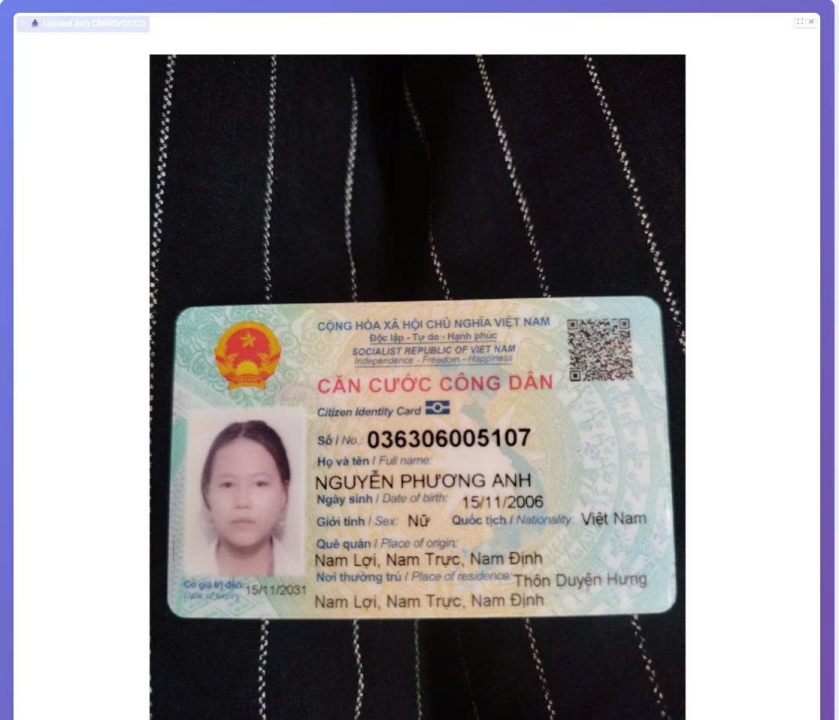 Upload ảnh CMND/CCCD
CỘNG HÒA XÃ HỘI CHỦ NGHĨA VIỆT NAM
Độc lập - Tự do - Hạnh phúc
SOCIALIST REPUBLIC OF VIET NAM
Independence - Freedom - Happiness
CĂN CƯỚC CÔNG DÂN
Citizen Identity Card
Số / No.: 036306005107
Họ và tên / Full name:
NGUYỄN PHƯƠNG ANH
Ngày sinh / Date of birth: 15/11/2006
Giới tính / Sex: Nữ Quốc tịch / Nationality: Việt Nam
Quê quán / Place of origin:
Nam Lợi, Nam Trực, Nam Định
Nơi thường trú / Place of residence: Thôn Duyện Hưng
Nam Lợi, Nam Trực, Nam Định
Có giá trị đến: 15/11/2031
Date of expiry